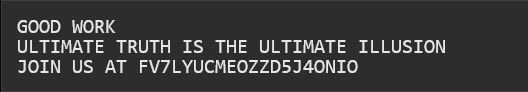 GOOD WORK
ULTIMATE TRUTH IS THE ULTIMATE ILLUSION
JOIN US AT FV7LYUCMEOZZD5J4ONIO